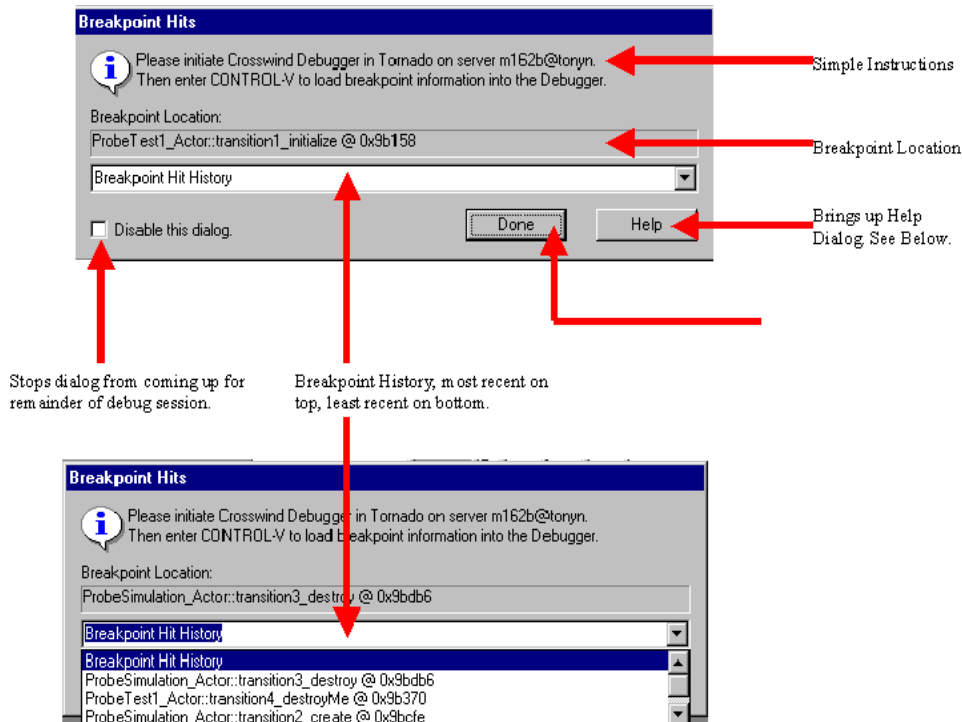 Breakpoint Hits
Please initiate Crosswind Debugger in Tornado on server m162b@tonyn.
Then enter CONTROL-V to load breakpoint information into the Debugger.
Simple Instructions
Breakpoint Location:
ProbeTest1_Actor::transition1_initialize @ 0x9b158
Breakpoint Location
Breakpoint Hit History
Disable this dialog.
Done
Help
Brings up Help
Dialog. See Below.
Stops dialog from coming up for
remainder of debug session.
Breakpoint History, most recent on
top, least recent on bottom.
Breakpoint Hits
Please initiate Crosswind Debugger in Tornado on server m162b@tonyn.
Then enter CONTROL-V to load breakpoint information into the Debugger.
Breakpoint Location:
ProbeSimulation_Actor::transition3_destroy @ 0x9bdb6
Breakpoint Hit History
Breakpoint Hit History
ProbeSimulation_Actor::transition3_destroy @ 0x9bdb6
ProbeTest1_Actor::transition4_destroyMe @ 0x9b370
ProbeSimulation_Actor::transition2_create @ 0x9bcfe